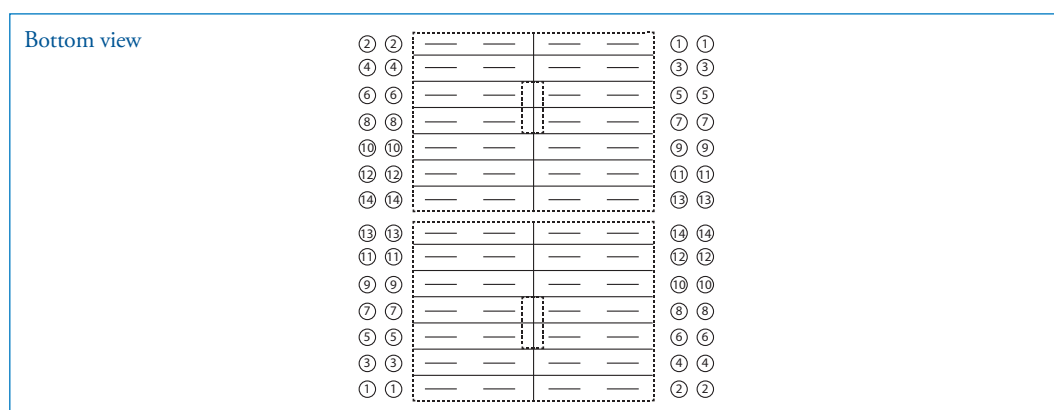 Bottom view
② ② ① ①
④ ④ ③ ③
⑥ ⑥ ⑤ ⑤
⑧ ⑧ ⑦ ⑦
⑩ ⑩ ⑨ ⑨
⑫ ⑫ ⑪ ⑪
⑭ ⑭ ⑬ ⑬
⑬ ⑬ ⑭ ⑭
⑪ ⑪ ⑫ ⑫
⑨ ⑨ ⑩ ⑩
⑦ ⑦ ⑧ ⑧
⑤ ⑤ ⑥ ⑥
③ ③ ④ ④
① ① ② ②